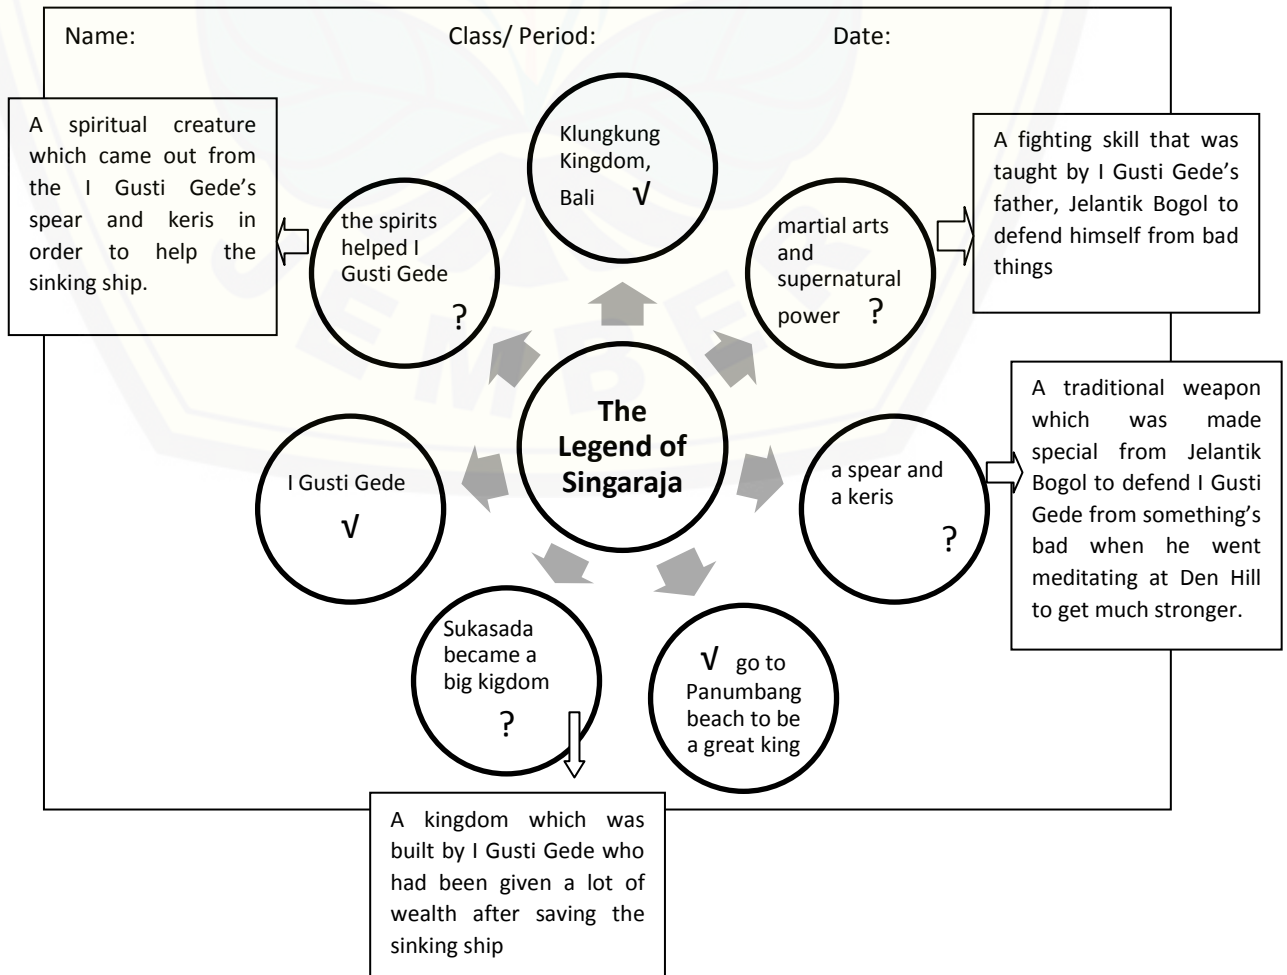 Name: Class/ Period: Date:
A spiritual creature
which came out from
the I Gusti Gede's
spear and keris in
order to help the
sinking ship.
the spirits
helped I
Gusti Gede
?
Klungkung
Kingdom,
Bali √
martial arts
and
supernatural
power ?
A fighting skill that was
taught by I Gusti Gede's
father, Jelantik Bogol to
defend himself from bad
things
The
Legend of
Singaraja
I Gusti Gede
√
a spear and
a keris
?
A traditional weapon
which was made
special from Jelantik
Bogol to defend I Gusti
Gede from something's
bad when he went
meditating at Den Hill
to get much stronger.
Sukasada
became a
big kigdom
?
√ go to
Panumbang
beach to be
a great king
A kingdom which was
built by I Gusti Gede who
had been given a lot of
wealth after saving the
sinking ship
JEMBER